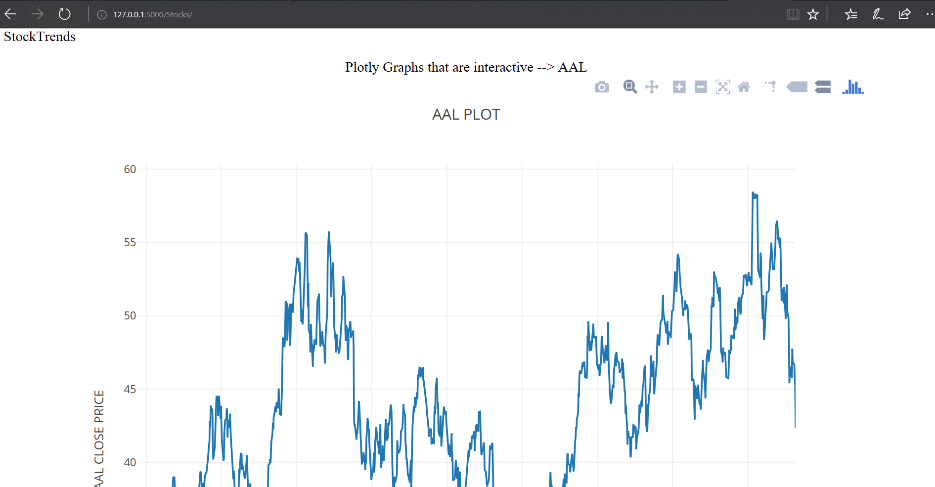 127.0.0.1:5000/Stocks/
StockTrends
Plotly Graphs that are interactive --> AAL
AAL PLOT
60
55
50
45
40
AAL CLOSE PRICE